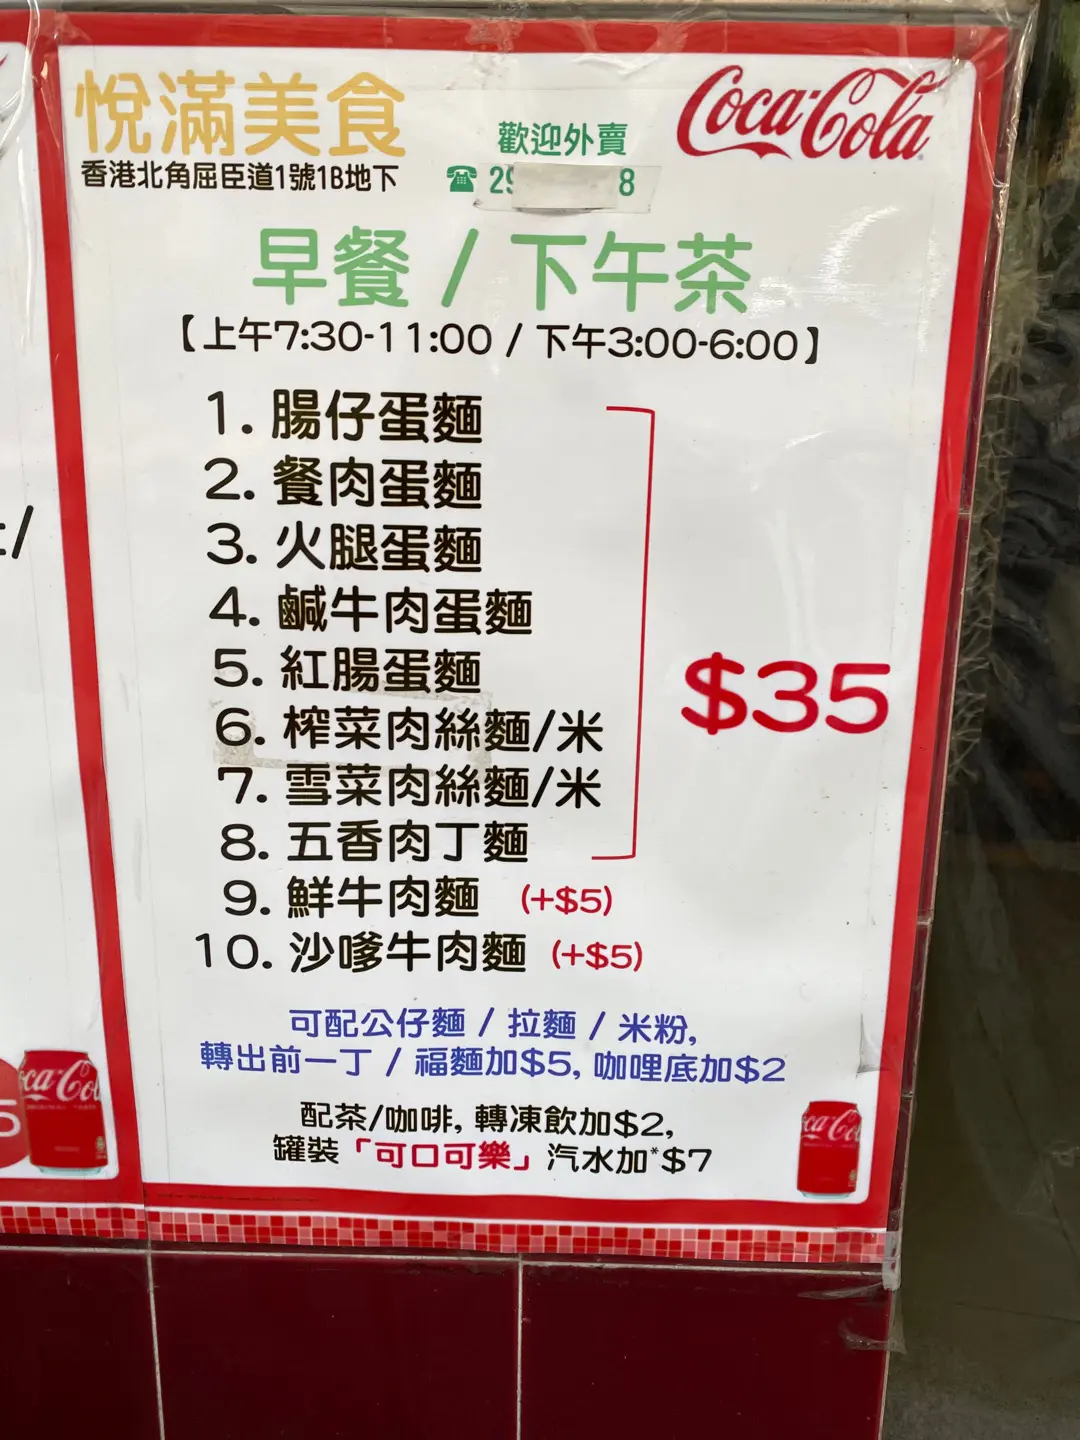 悅滿美食
香港北角屈臣道1號1B地下
歡迎外賣
Coca-Cola
☎ 29 8
早餐 / 下午茶
【上午7:30-11:00 / 下午3:00-6:00】
1. 腸仔蛋麵
2. 餐肉蛋麵
3. 火腿蛋麵
4. 鹹牛肉蛋麵
5. 紅腸蛋麵
6. 榨菜肉絲麵/米
7. 雪菜肉絲麵/米
8. 五香肉丁麵
$35
9. 鮮牛肉麵 (+$5)
10. 沙嗲牛肉麵 (+$5)
可配公仔麵 / 拉麵 / 米粉,
轉出前一丁 / 福麵加$5, 咖哩底加$2
配茶/咖啡, 轉凍飲加$2,
罐裝「可口可樂」汽水加*$7